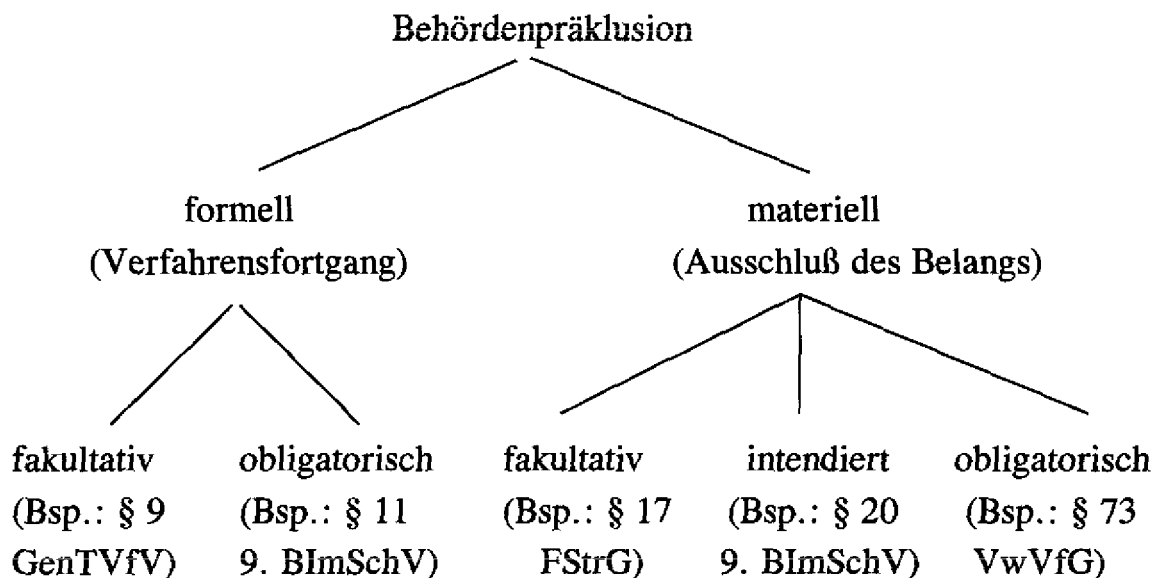 Behördenpräklusion
formell materiell
(Verfahrensfortgang) (Ausschluß des Belangs)
fakultativ obligatorisch fakultativ intendiert obligatorisch
(Bsp.: § 9 (Bsp.: § 11 (Bsp.: § 17 (Bsp.: § 20 (Bsp.: § 73
GenTVfV) 9. BImSchV) FStrG) 9. BImSchV) VwVfG)